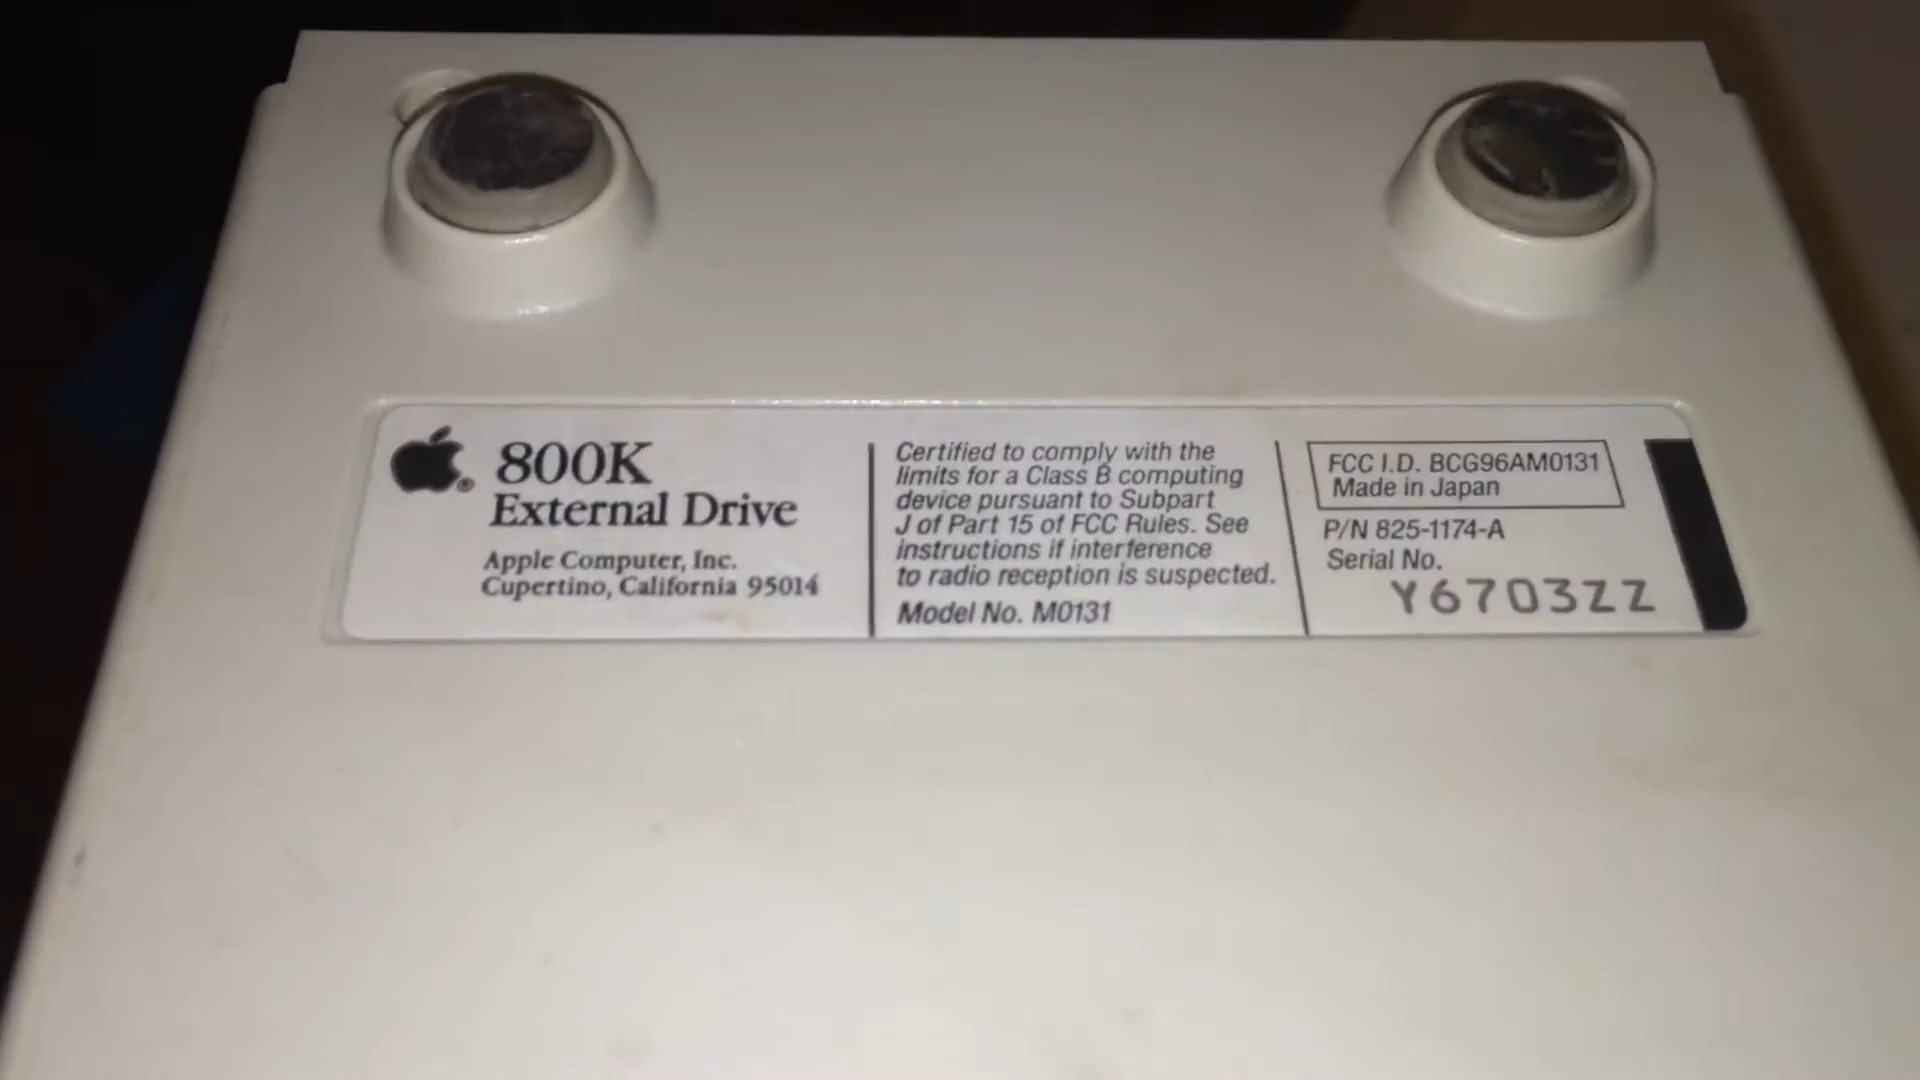 800K
External Drive
Apple Computer, Inc.
Cupertino, California 95014
Certified to comply with the
limits for a Class B computing
device pursuant to Subpart
J of Part 15 of FCC Rules. See
instructions if interference
to radio reception is suspected.
Model No. M0131
FCC I.D. BCG96AM0131
Made in Japan
P/N 825-1174-A
Serial No.
Y6703ZZ